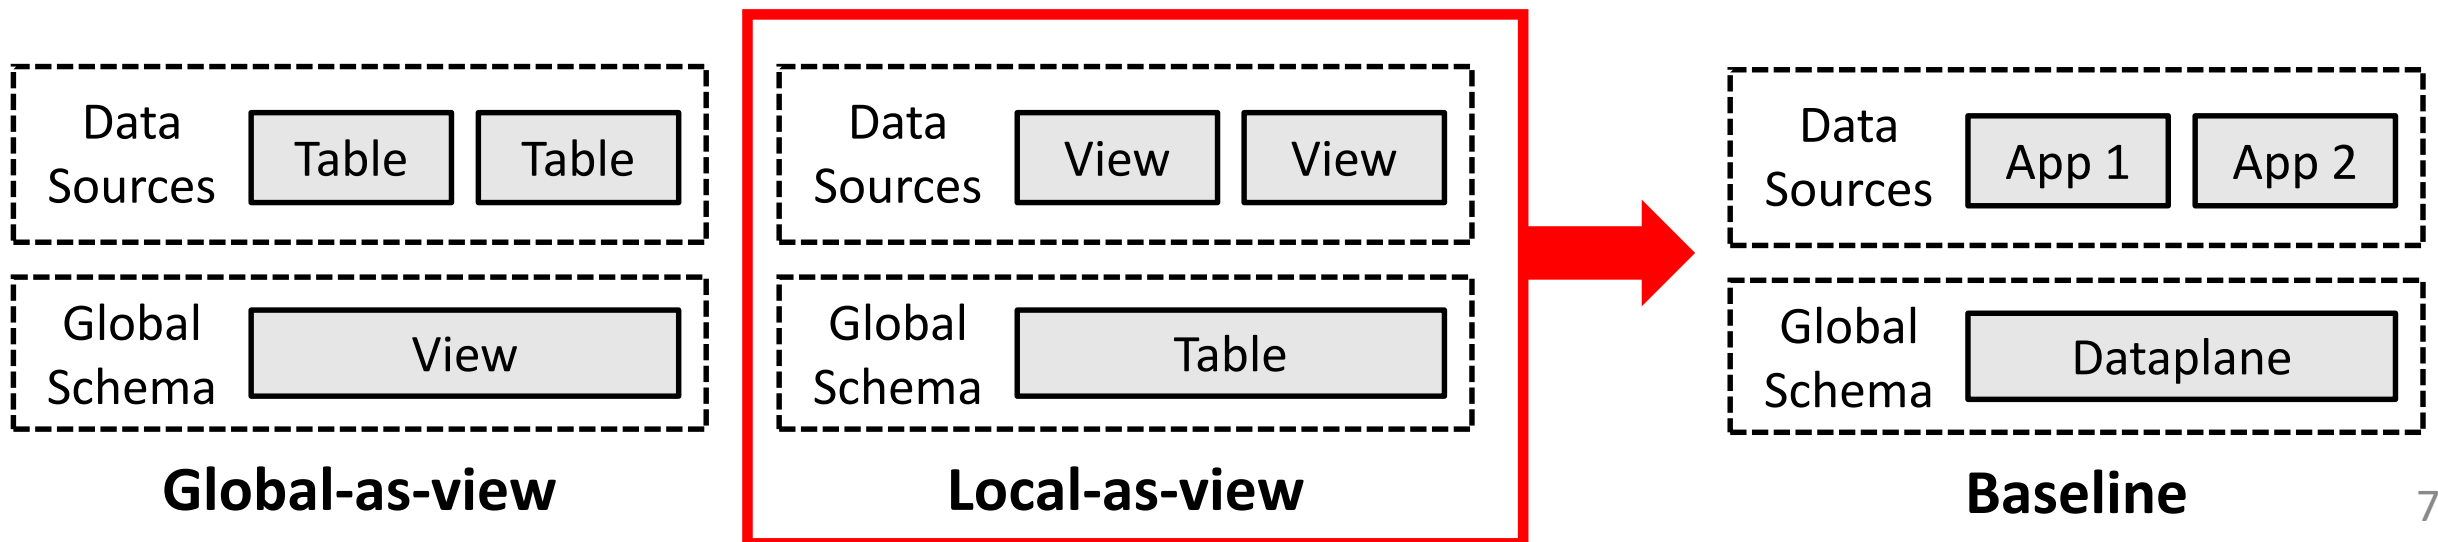 Data
Sources
Table
Table
Global
Schema
View
Global-as-view
Data
Sources
View
View
Global
Schema
Table
Local-as-view
Data
Sources
App 1
App 2
Global
Schema
Dataplane
Baseline
7